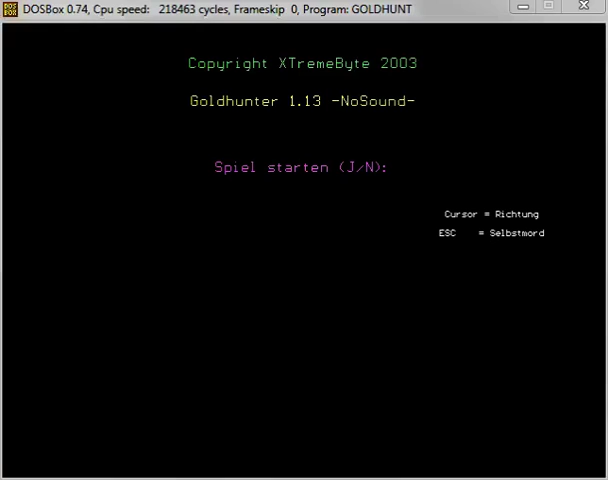 DOSBox 0.74, Cpu speed: 218463 cycles, Frameskip 0, Program: GOLDHUNT
Copyright XTremeByte 2003
Goldhunter 1.13 -NoSound-
Spiel starten (J/N):
Cursor = Richtung
ESC = Selbstmord